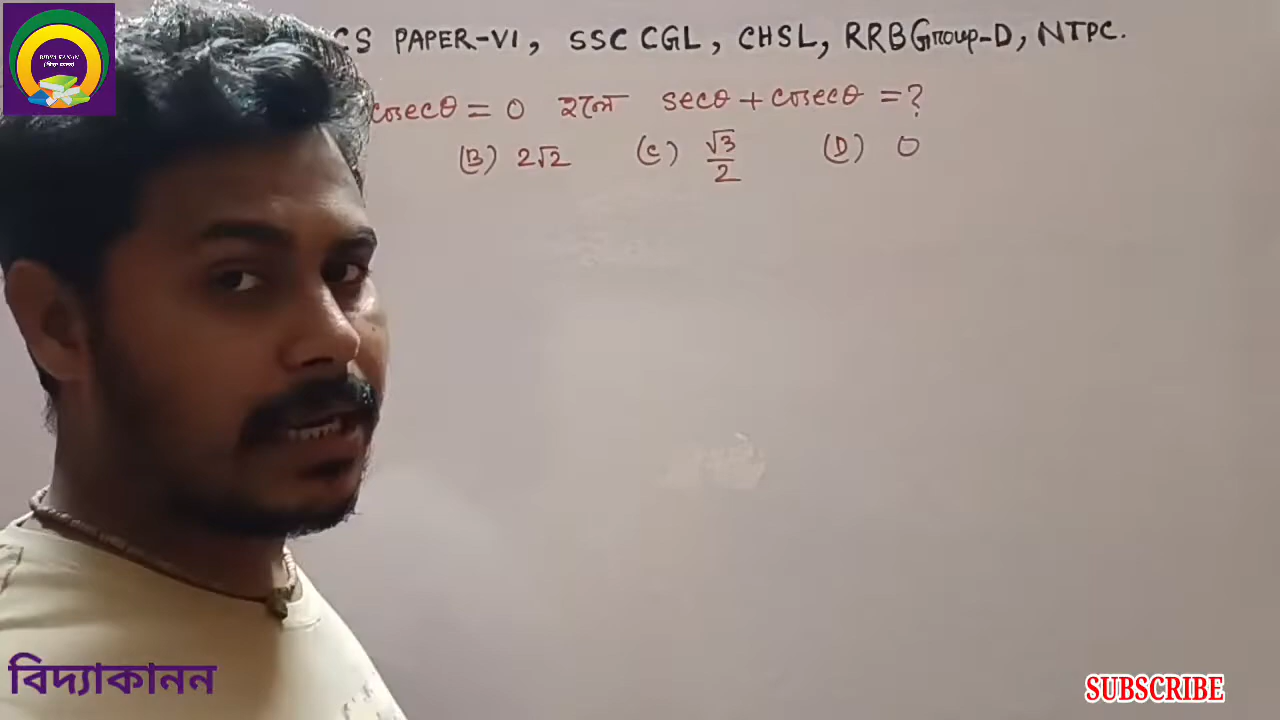 CS PAPER-VI, SSC CGL, CHSL, RRB Group-D, NTPC.
cosecθ = 0 হলে secθ + cosecθ = ?
(B) 2√2 (C) √3/2 (D) 0
বিদ্যাকানন
SUBSCRIBE